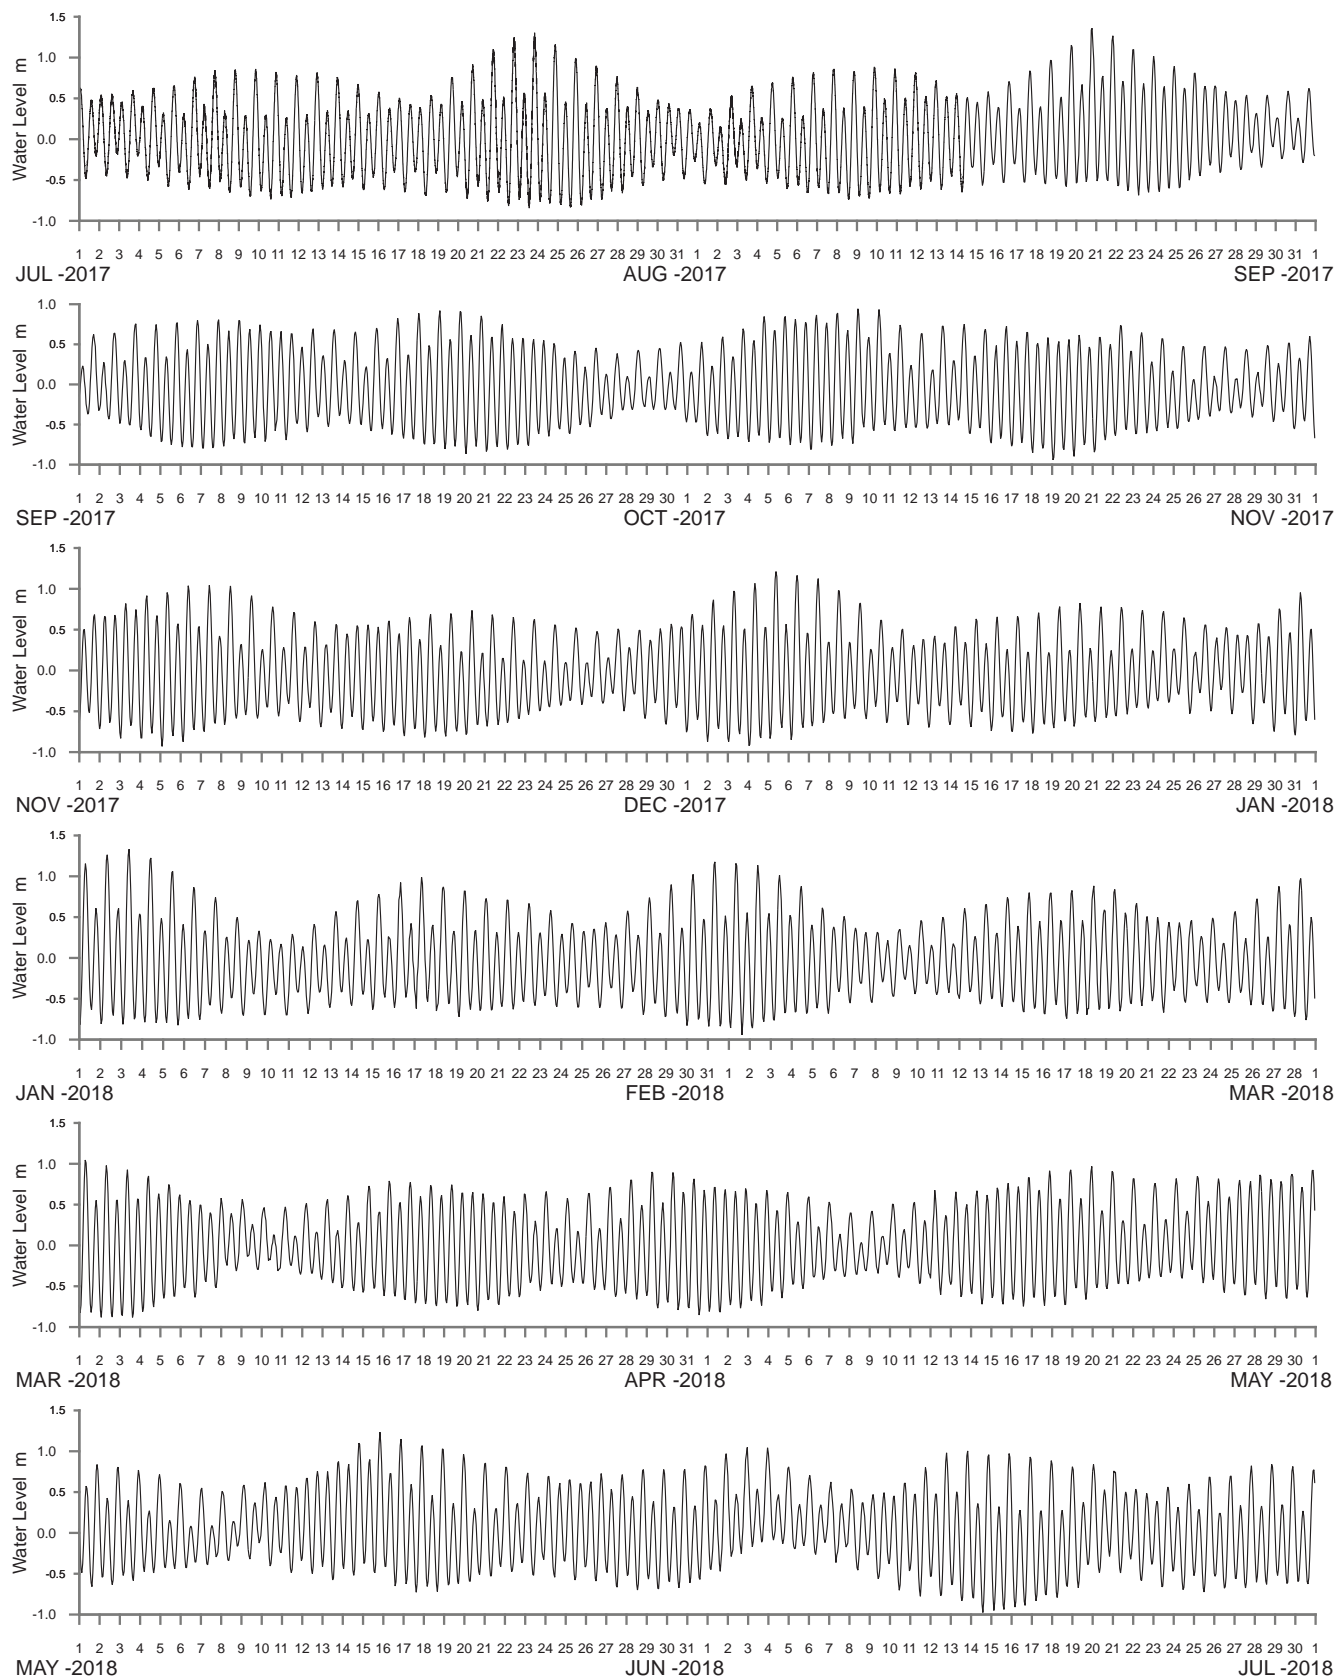 1.5
1.0
0.5
0.0
-0.5
-1.0
Water Level m
1 2 3 4 5 6 7 8 9 10 11 12 13 14 15 16 17 18 19 20 21 22 23 24 25 26 27 28 29 30 31 1 2 3 4 5 6 7 8 9 10 11 12 13 14 15 16 17 18 19 20 21 22 23 24 25 26 27 28 29 30 31 1
JUL -2017 AUG -2017 SEP -2017
1.0
0.5
0.0
-0.5
-1.0
Water Level m
1 2 3 4 5 6 7 8 9 10 11 12 13 14 15 16 17 18 19 20 21 22 23 24 25 26 27 28 29 30 1 2 3 4 5 6 7 8 9 10 11 12 13 14 15 16 17 18 19 20 21 22 23 24 25 26 27 28 29 30 31 1
SEP -2017 OCT -2017 NOV -2017
1.5
1.0
0.5
0.0
-0.5
-1.0
Water Level m
1 2 3 4 5 6 7 8 9 10 11 12 13 14 15 16 17 18 19 20 21 22 23 24 25 26 27 28 29 30 1 2 3 4 5 6 7 8 9 10 11 12 13 14 15 16 17 18 19 20 21 22 23 24 25 26 27 28 29 30 31 1
NOV -2017 DEC -2017 JAN -2018
1.5
1.0
0.5
0.0
-0.5
-1.0
Water Level m
1 2 3 4 5 6 7 8 9 10 11 12 13 14 15 16 17 18 19 20 21 22 23 24 25 26 27 28 29 30 31 1 2 3 4 5 6 7 8 9 10 11 12 13 14 15 16 17 18 19 20 21 22 23 24 25 26 27 28 1
JAN -2018 FEB -2018 MAR -2018
1.5
1.0
0.5
0.0
-0.5
-1.0
Water Level m
1 2 3 4 5 6 7 8 9 10 11 12 13 14 15 16 17 18 19 20 21 22 23 24 25 26 27 28 29 30 31 1 2 3 4 5 6 7 8 9 10 11 12 13 14 15 16 17 18 19 20 21 22 23 24 25 26 27 28 29 30 1
MAR -2018 APR -2018 MAY -2018
1.5
1.0
0.5
0.0
-0.5
-1.0
Water Level m
1 2 3 4 5 6 7 8 9 10 11 12 13 14 15 16 17 18 19 20 21 22 23 24 25 26 27 28 29 30 31 1 2 3 4 5 6 7 8 9 10 11 12 13 14 15 16 17 18 19 20 21 22 23 24 25 26 27 28 29 30 1
MAY -2018 JUN -2018 JUL -2018